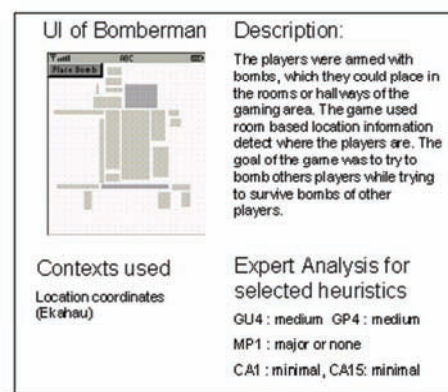 UI of Bomberman
ABC
Place Bomb
Description:
The players were armed with
bombs, which they could place in
the rooms or hallways of the
gaming area. The game used
room based location information
detect where the players are. The
goal of the game was to try to
bomb others players while trying
to survive bombs of other
players.
Contexts used
Location coordinates
(Ekahau)
Expert Analysis for
selected heuristics
GU4 : medium GP4 : medium
MP1 : major or none
CA1 : minimal, CA15: minimal